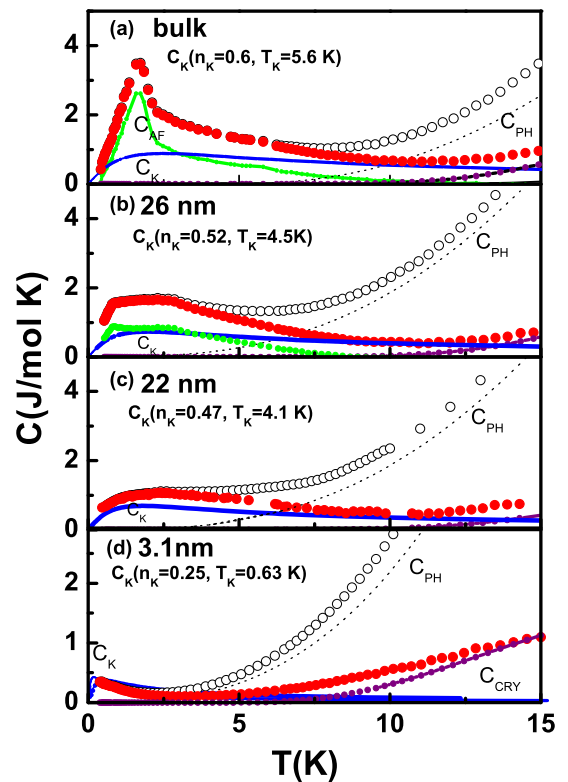 (a) bulk
C_K(n_K=0.6, T_K=5.6 K)
4
2
0
C_AF
C_K
C_PH
(b) 26 nm
C_K(n_K=0.52, T_K=4.5K)
4
2
0
C_K
C_PH
(c) 22 nm
C_K(n_K=0.47, T_K=4.1 K)
4
2
0
C_K
C_PH
(d) 3.1nm
C_K(n_K=0.25, T_K=0.63 K)
2
1
0
C_K
C_PH
C_CRY
0 5 10 15
T(K)
C(J/mol K)